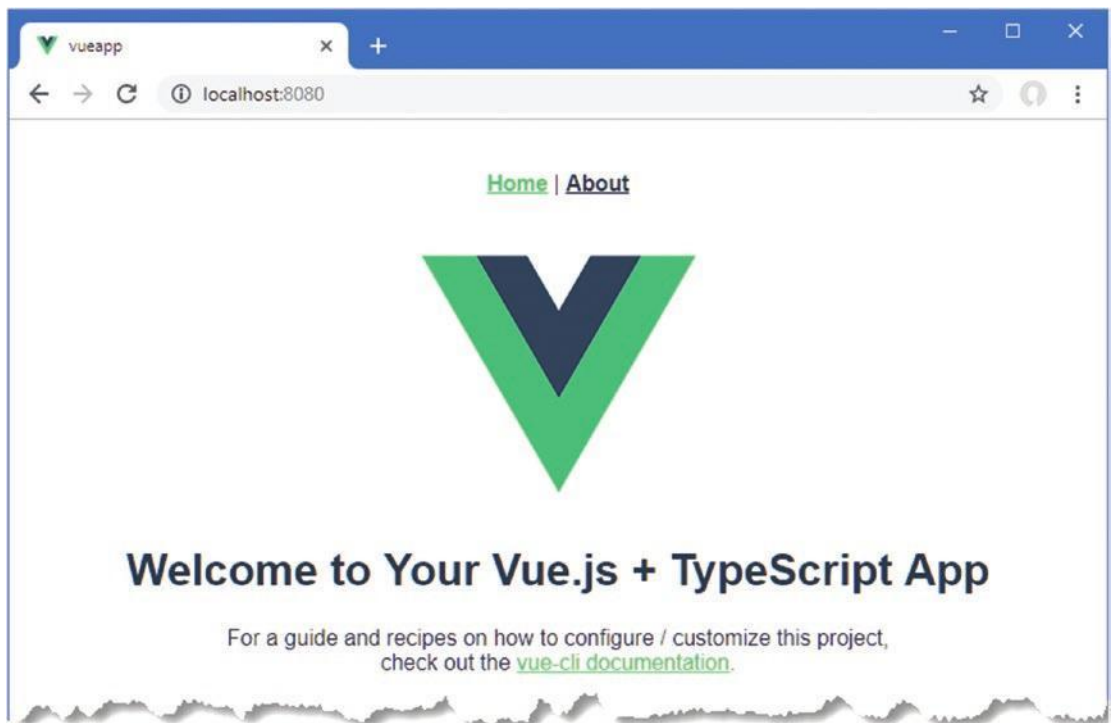 vueapp
localhost:8080
Home | About
Welcome to Your Vue.js + TypeScript App
For a guide and recipes on how to configure / customize this project,
check out the vue-cli documentation.